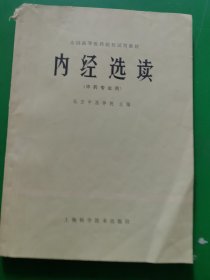 全国高等医药院校试用教材
内经选读
(中医专业用)
北京中医学院 主编
上海科学技术出版社